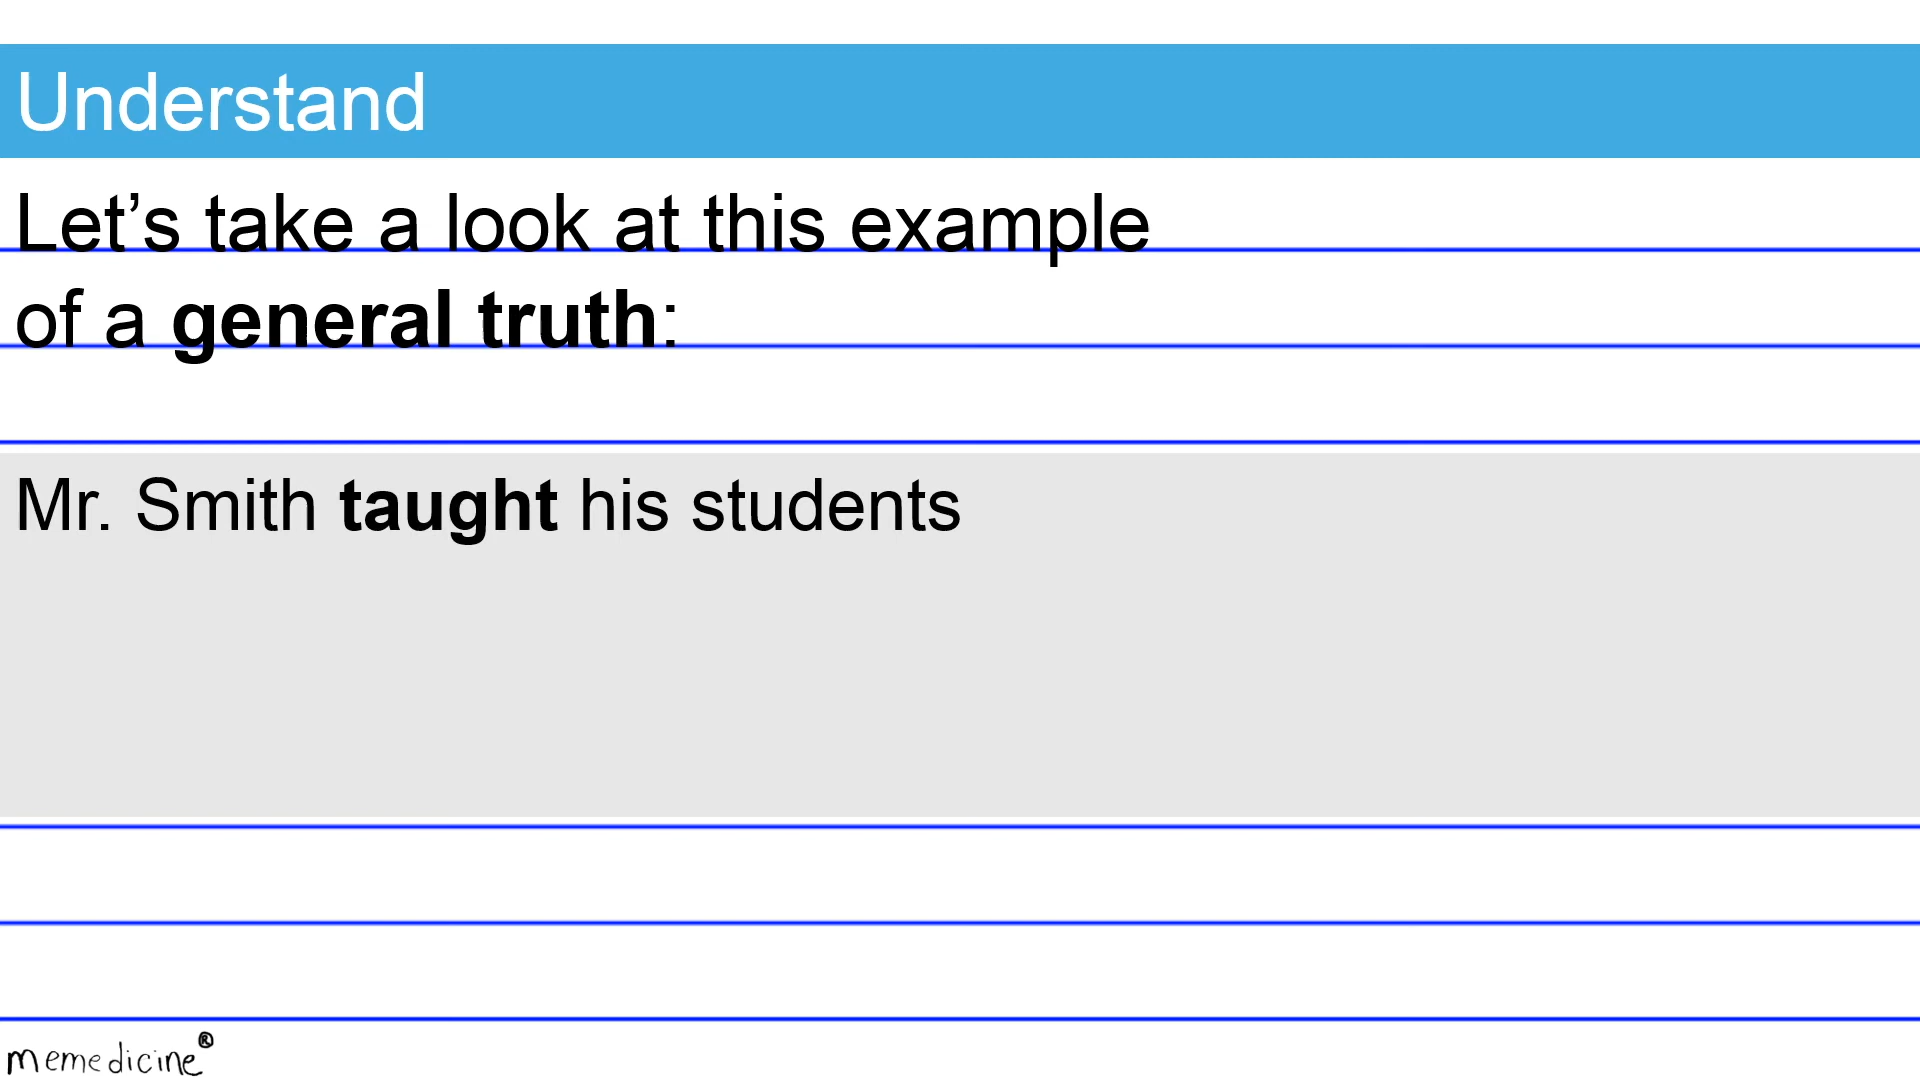 Understand
Let’s take a look at this example
of a general truth:
Mr. Smith taught his students
memedicine®